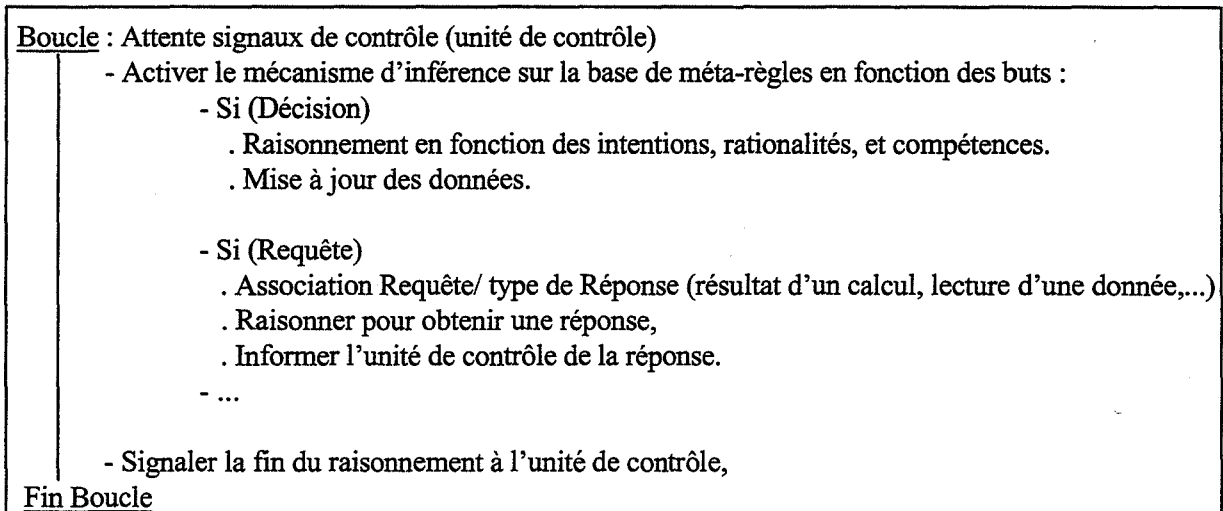 Boucle : Attente signaux de contrôle (unité de contrôle)
- Activer le mécanisme d'inférence sur la base de méta-règles en fonction des buts :
- Si (Décision)
. Raisonnement en fonction des intentions, rationalités, et compétences.
. Mise à jour des données.
- Si (Requête)
. Association Requête/ type de Réponse (résultat d'un calcul, lecture d'une donnée,...)
. Raisonner pour obtenir une réponse,
. Informer l'unité de contrôle de la réponse.
- ...
- Signaler la fin du raisonnement à l'unité de contrôle,
Fin Boucle